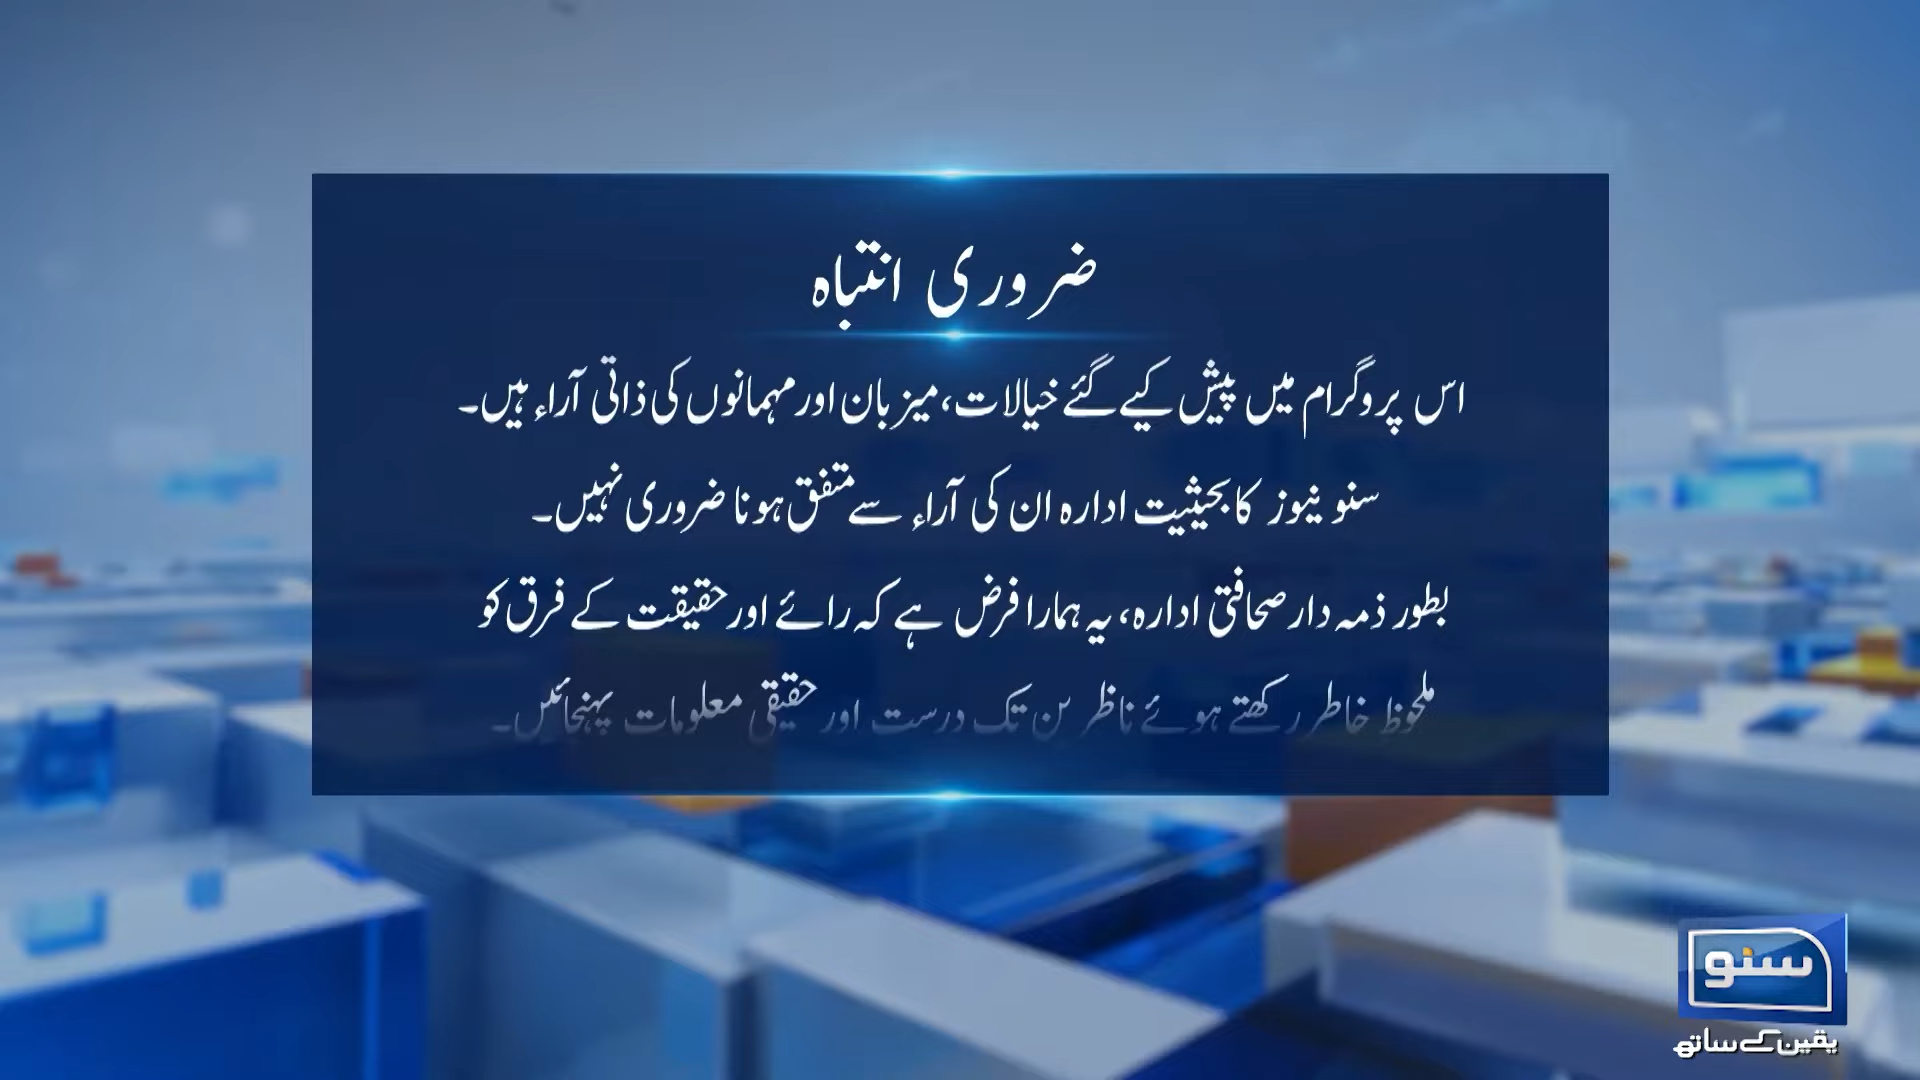 ضروری انتباہ
اس پروگرام میں پیش کیے گئے خیالات، میزبان اور مہمانوں کی ذاتی آراء ہیں۔
سنو نیوز کا بحیثیت ادارہ ان کی آراء سے متفق ہونا ضروری نہیں۔
بطور ذمہ دار صحافتی ادارہ، یہ ہمارا فرض ہے کہ رائے اور حقیقت کے فرق کو
ملحوظ خاطر رکھتے ہوئے ناظرین تک درست اور حقیقی معلومات پہنچائیں۔
سنو
یقین کے ساتھ